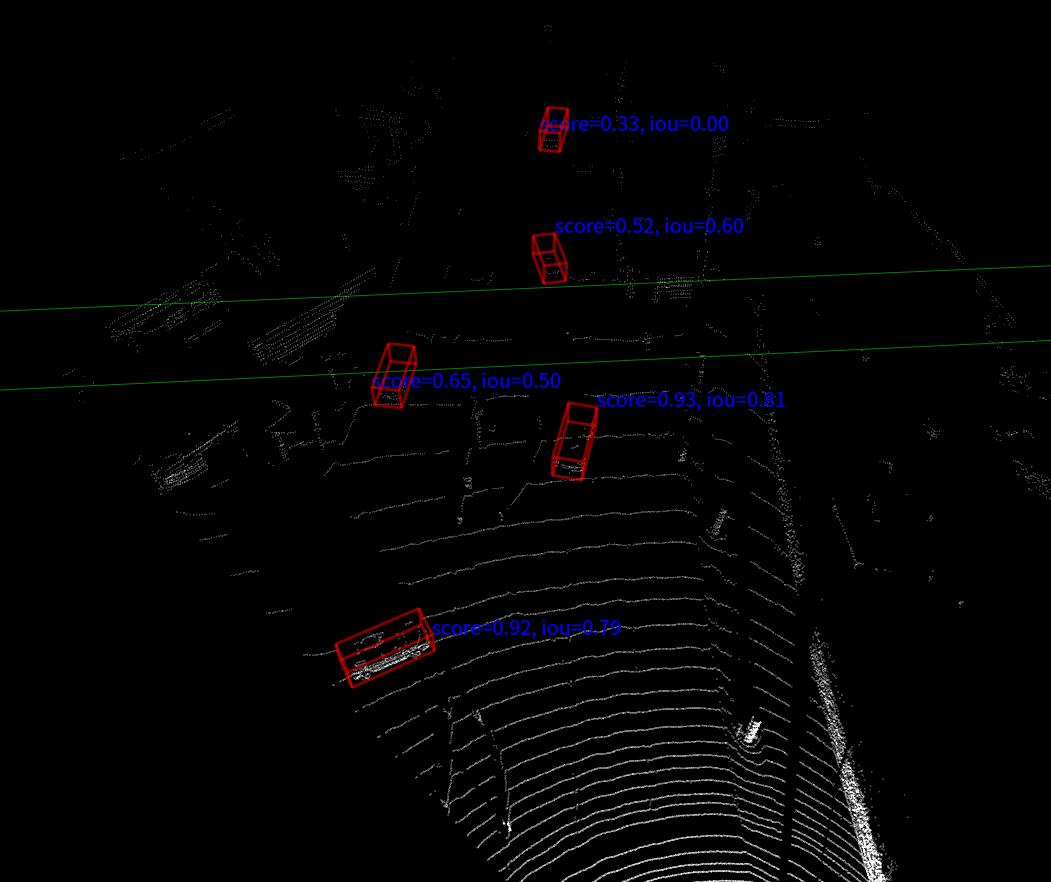 score=0.33, iou=0.00
score=0.52, iou=0.60
score=0.65, iou=0.50
score=0.93, iou=0.81
score=0.92, iou=0.79